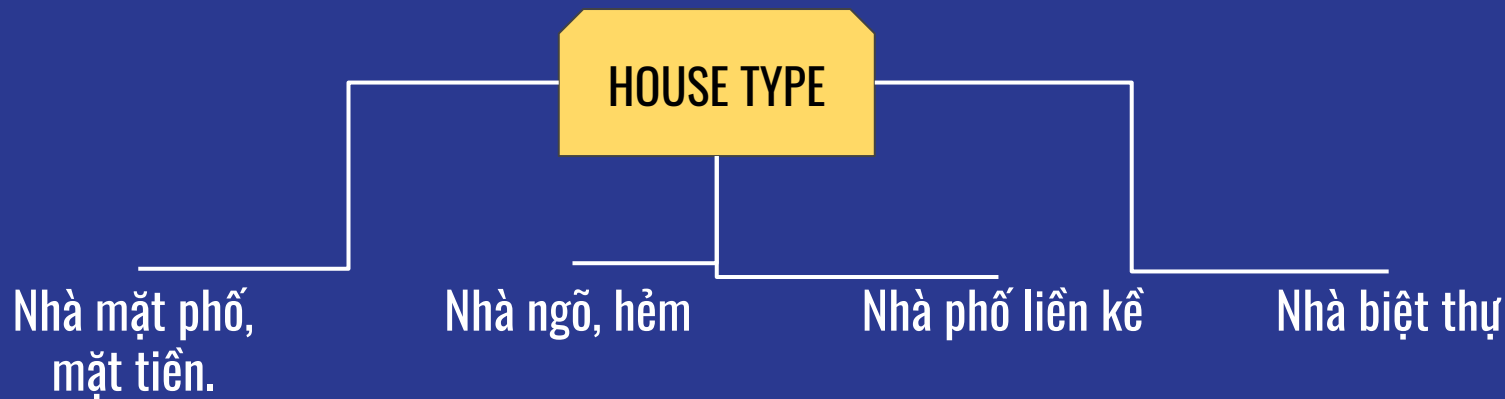 HOUSE TYPE
Nhà mặt phố,
mặt tiền.
Nhà ngõ, hẻm
Nhà phố liền kề
Nhà biệt thự